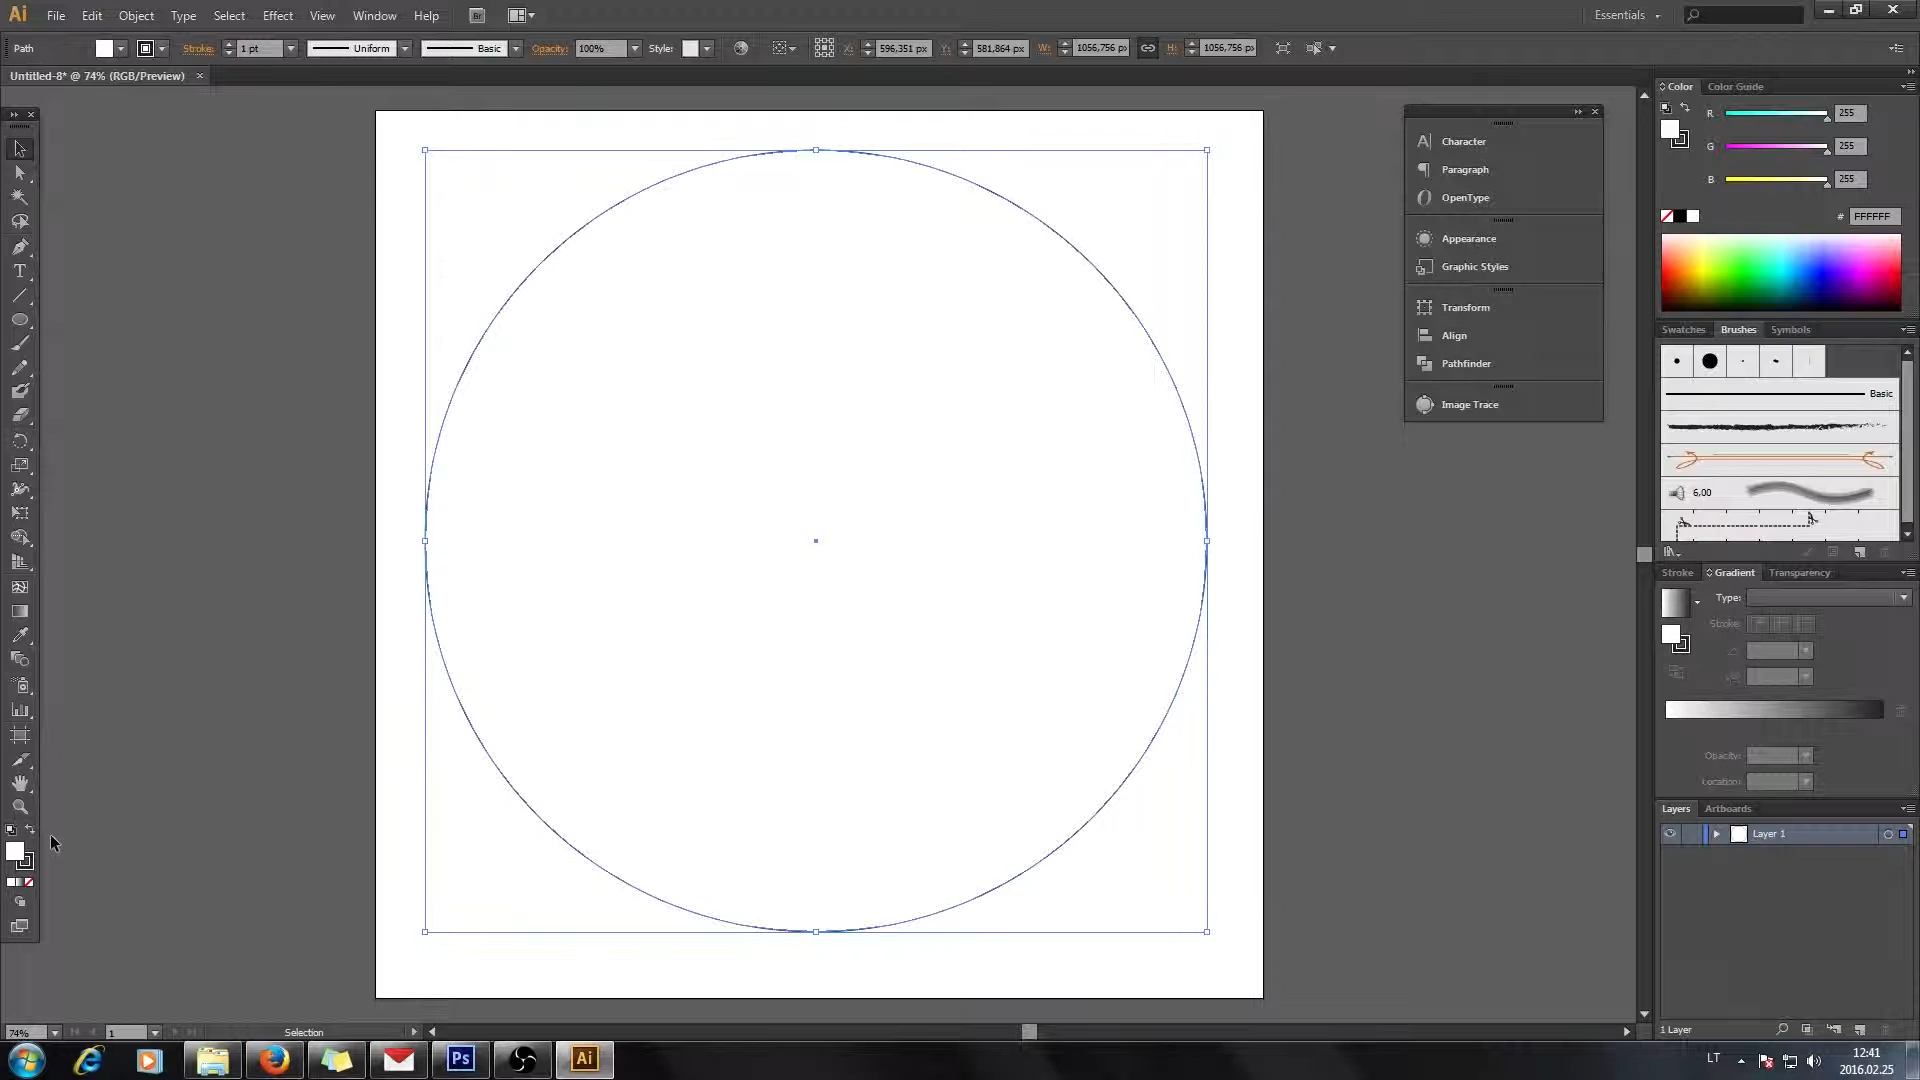 Ai File Edit Object Type Select Effect View Window Help Br Essentials
Path Stroke: 1 pt Uniform Basic Opacity: 100% Style: X: 596,351 px Y: 581,864 px W: 1056,756 px H: 1056,756 px
Untitled-8* @ 74% (RGB/Preview)
Color Color Guide
R 255
G 255
B 255
# FFFFFF
Character
Paragraph
OpenType
Appearance
Graphic Styles
Transform
Align
Pathfinder
Image Trace
Swatches Brushes Symbols
Basic
6,00
Stroke Gradient Transparency
Type:
Stroke:
Opacity:
Location:
Layers Artboards
Layer 1
1 Layer
74% 1 Selection
Ps Ai LT 12:41
2016.02.25